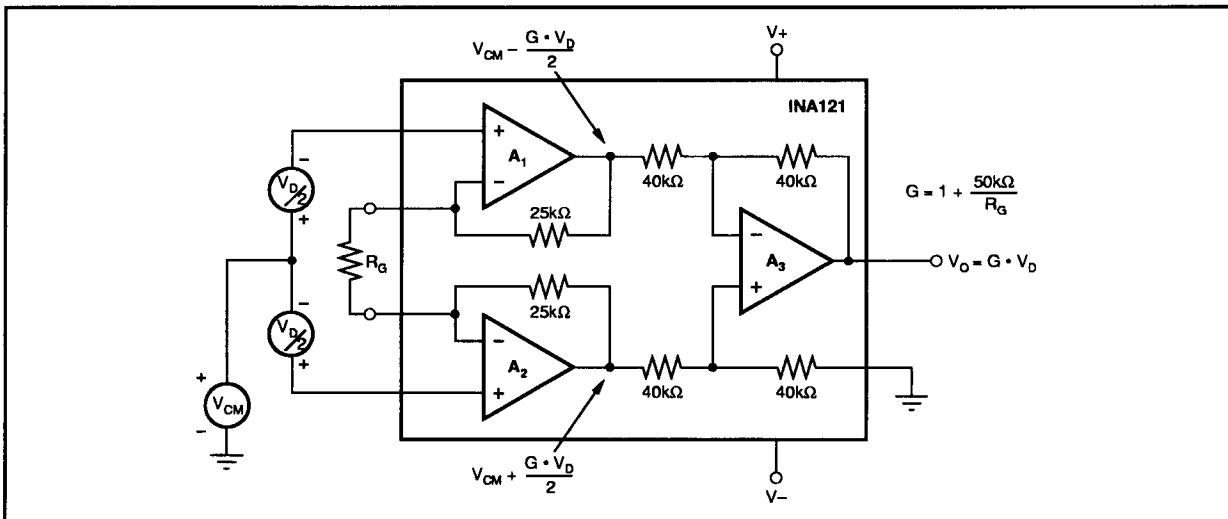 V+
V_CM – G • V_D / 2
INA121
+
A₁
–
–
V_D/2
+
40kΩ
40kΩ
G = 1 + 50kΩ / R_G
25kΩ
R_G
–
A₃
+
V_O = G • V_D
–
V_D/2
+
25kΩ
–
A₂
+
40kΩ
40kΩ
+
V_CM
–
V_CM + G • V_D / 2
V–